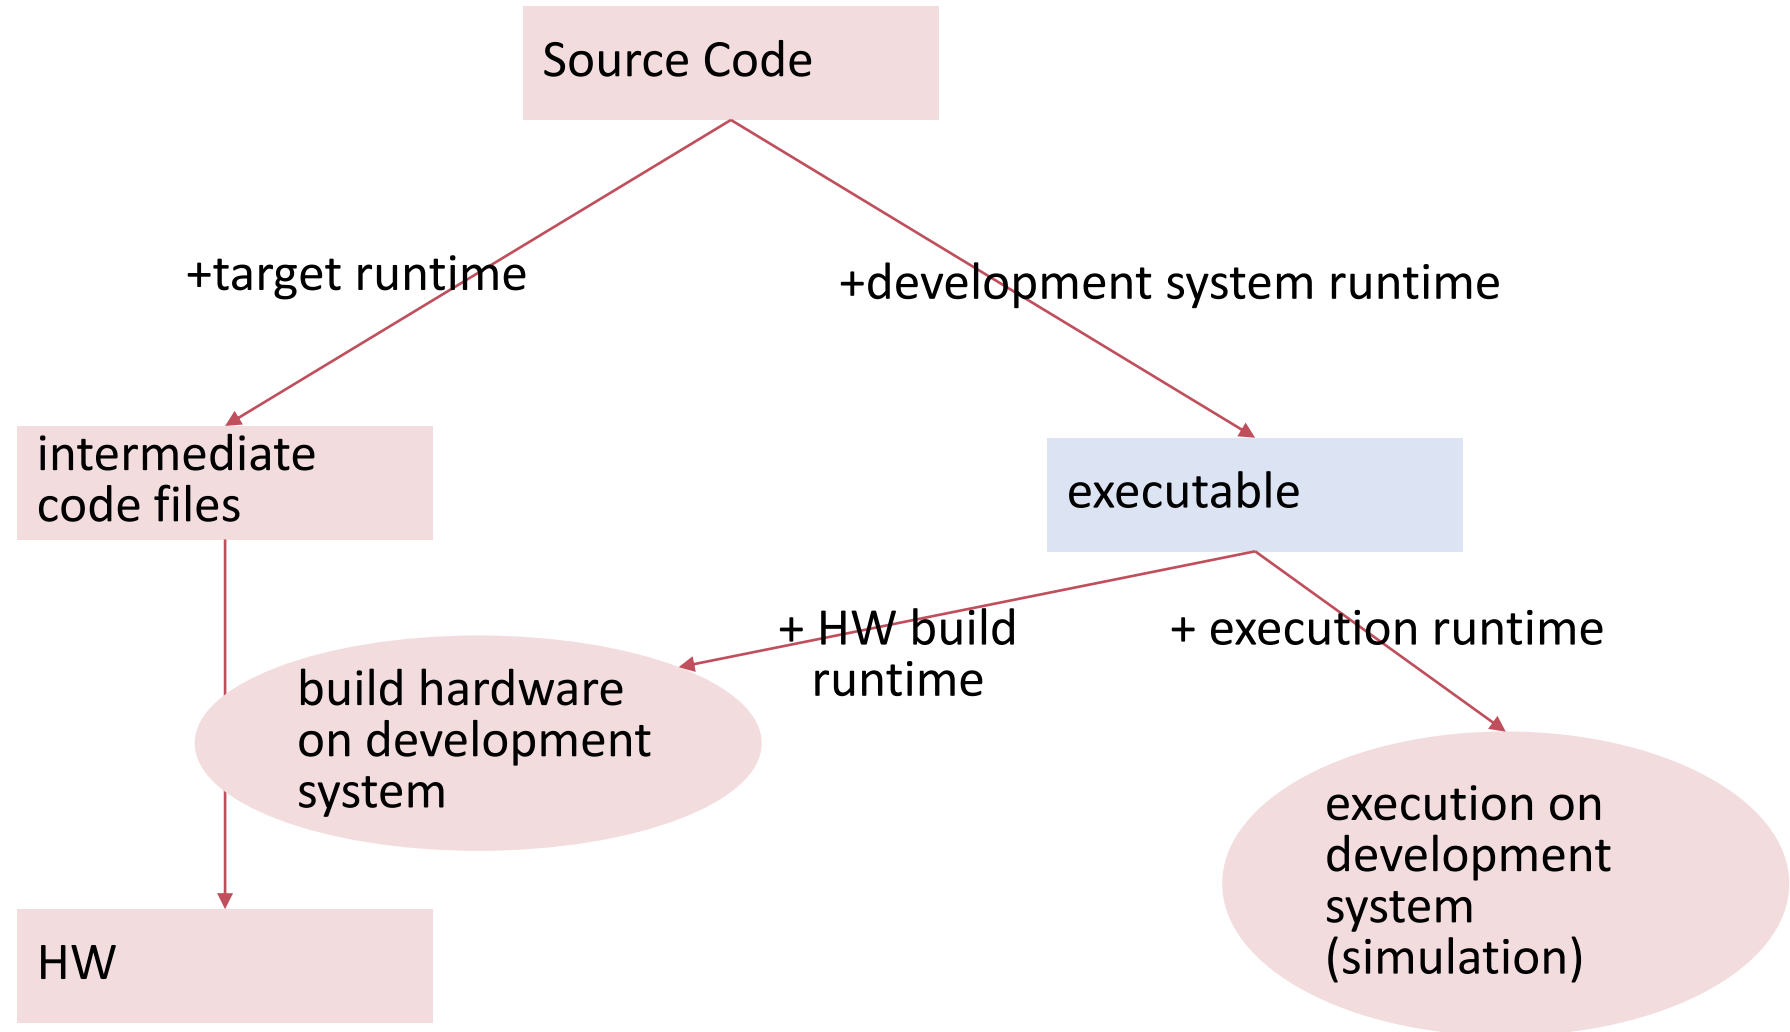 Source Code
+target runtime
+development system runtime
intermediate
code files
executable
+ HW build
runtime
+ execution runtime
build hardware
on development
system
execution on
development
system
(simulation)
HW